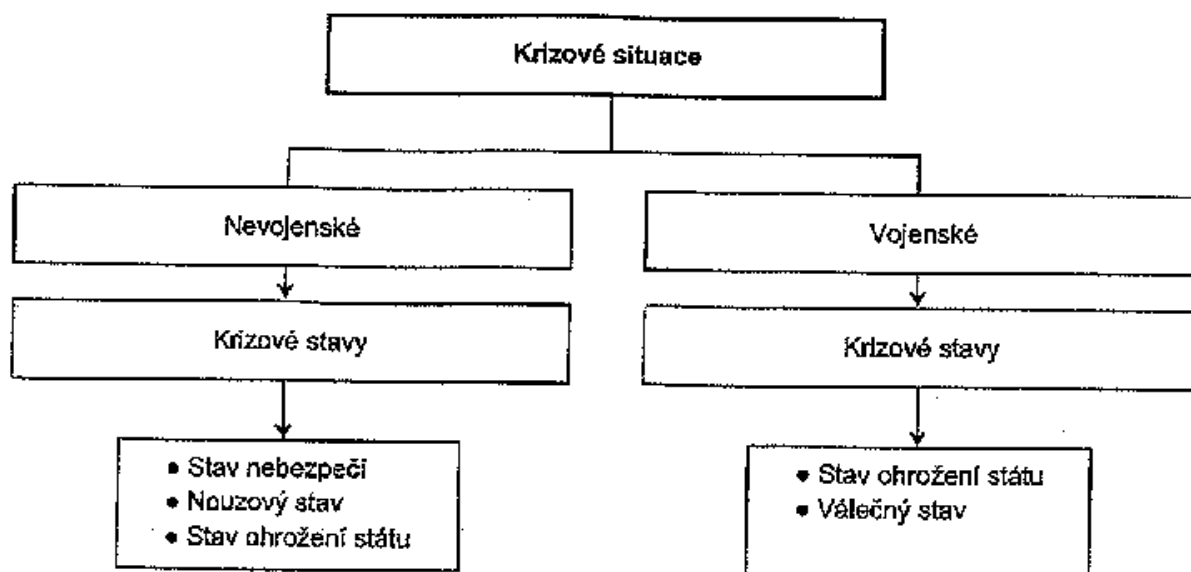 Krizové situace
Nevojenské
Vojenské
Krizové stavy
Krizové stavy
• Stav nebezpečí
• Nouzový stav
• Stav ohrožení státu
• Stav ohrožení státu
• Válečný stav